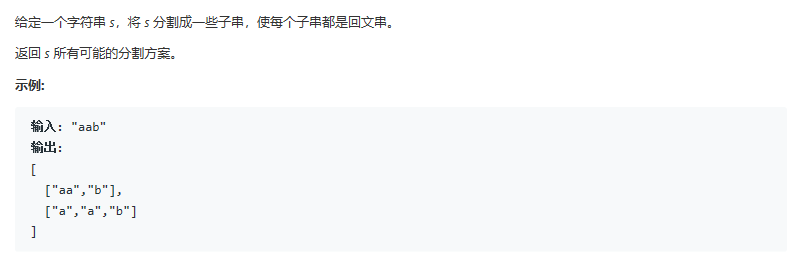 给定一个字符串 s，将 s 分割成一些子串，使每个子串都是回文串。
返回 s 所有可能的分割方案。
示例:
输入: "aab"
输出:
[
  ["aa","b"],
  ["a","a","b"]
]